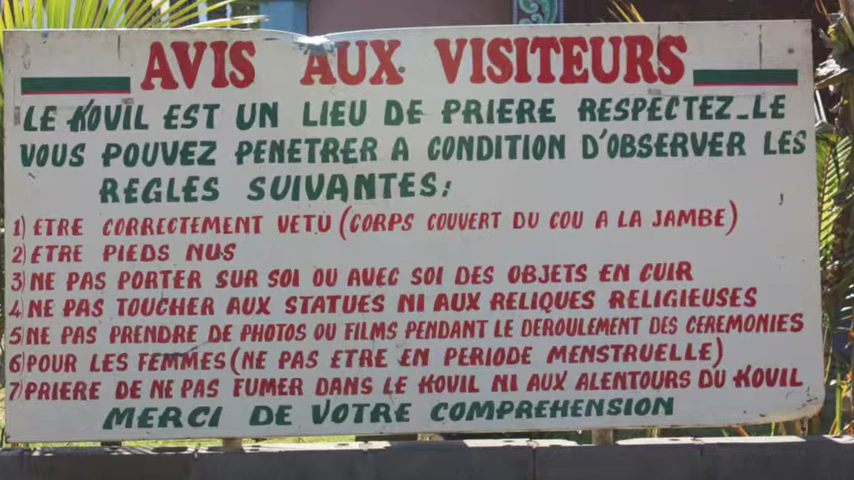 AVIS AUX VISITEURS
LE KOVIL EST UN LIEU DE PRIERE RESPECTEZ_LE
VOUS POUVEZ PENETRER A CONDITION D'OBSERVER LES
REGLES SUIVANTES:
1) ETRE CORRECTEMENT VETU (CORPS COUVERT DU COU A LA JAMBE)
2) ETRE PIEDS NUS
3) NE PAS PORTER SUR SOI OU AVEC SOI DES OBJETS EN CUIR
4) NE PAS TOUCHER AUX STATUES NI AUX RELIQUES RELIGIEUSES
5) NE PAS PRENDRE DE PHOTOS OU FILMS PENDANT LE DEROULEMENT DES CEREMONIES
6) POUR LES FEMMES (NE PAS ETRE EN PERIODE MENSTRUELLE)
7) PRIERE DE NE PAS FUMER DANS LE KOVIL NI AUX ALENTOURS DU KOVIL
MERCI DE VOTRE COMPREHENSION